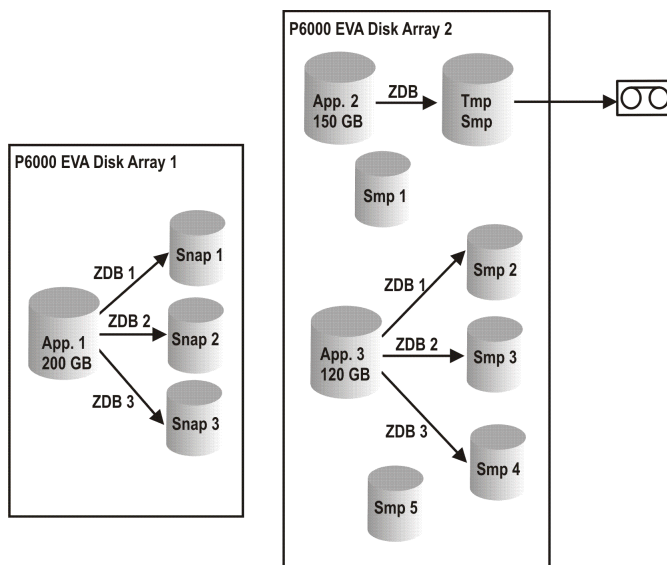 P6000 EVA Disk Array 1
ZDB 1
Snap 1
App. 1
200 GB
ZDB 2
Snap 2
ZDB 3
Snap 3
P6000 EVA Disk Array 2
App. 2
150 GB
ZDB
Tmp
Smp
Smp 1
ZDB 1
Smp 2
App. 3
120 GB
ZDB 2
Smp 3
ZDB 3
Smp 4
Smp 5